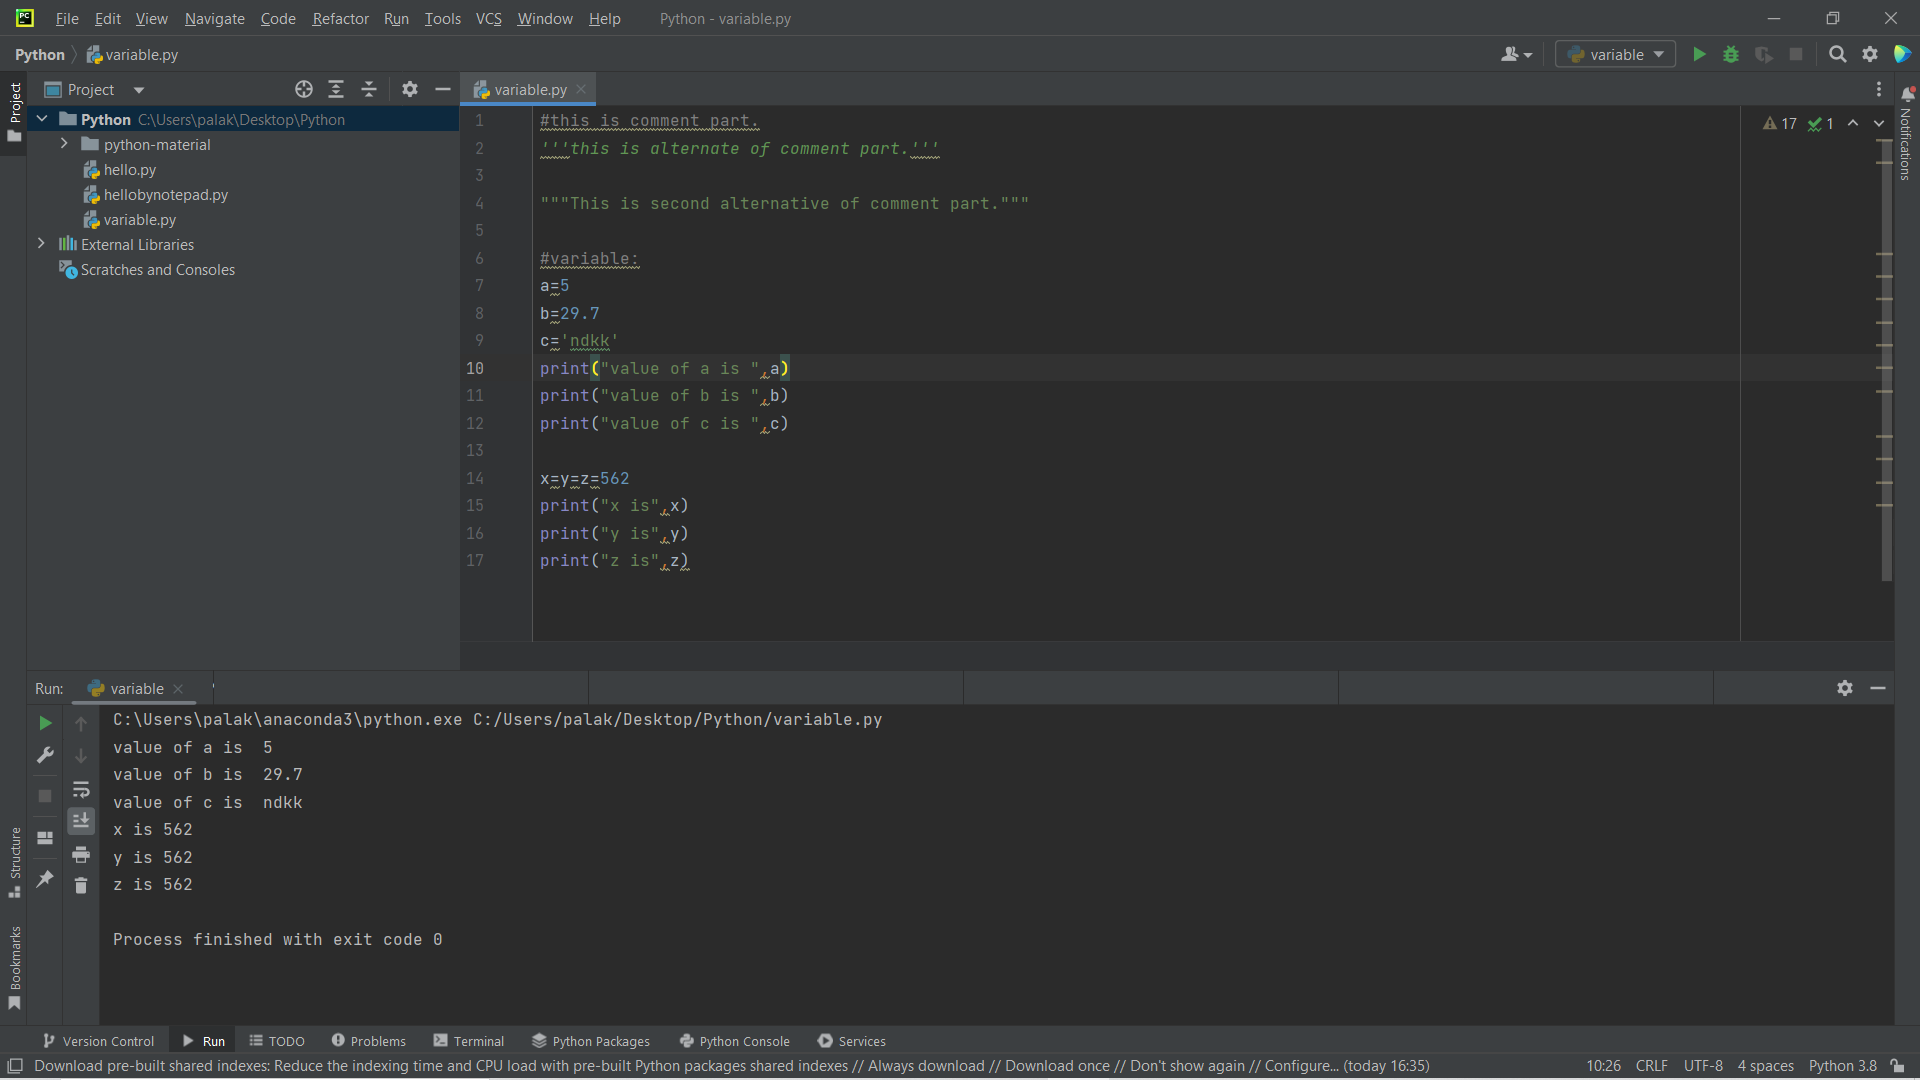 PC File Edit View Navigate Code Refactor Run Tools VCS Window Help Python - variable.py
Python variable.py variable
Project variable.py
Project
Python C:\Users\palak\Desktop\Python
python-material
hello.py
hellobynotepad.py
variable.py
External Libraries
Scratches and Consoles
17 1
Notifications
1 #this is comment part.
2 '''this is alternate of comment part.'''
3
4 """This is second alternative of comment part."""
5
6 #variable:
7 a=5
8 b=29.7
9 c='ndkk'
10 print("value of a is ",a)
11 print("value of b is ",b)
12 print("value of c is ",c)
13
14 x=y=z=562
15 print("x is",x)
16 print("y is",y)
17 print("z is",z)
Run: variable
C:\Users\palak\anaconda3\python.exe C:/Users/palak/Desktop/Python/variable.py
value of a is  5
value of b is  29.7
value of c is  ndkk
x is 562
y is 562
z is 562
Process finished with exit code 0
Structure
Bookmarks
Version Control Run TODO Problems Terminal Python Packages Python Console Services
Download pre-built shared indexes: Reduce the indexing time and CPU load with pre-built Python packages shared indexes // Always download // Download once // Don't show again // Configure... (today 16:35) 10:26 CRLF UTF-8 4 spaces Python 3.8